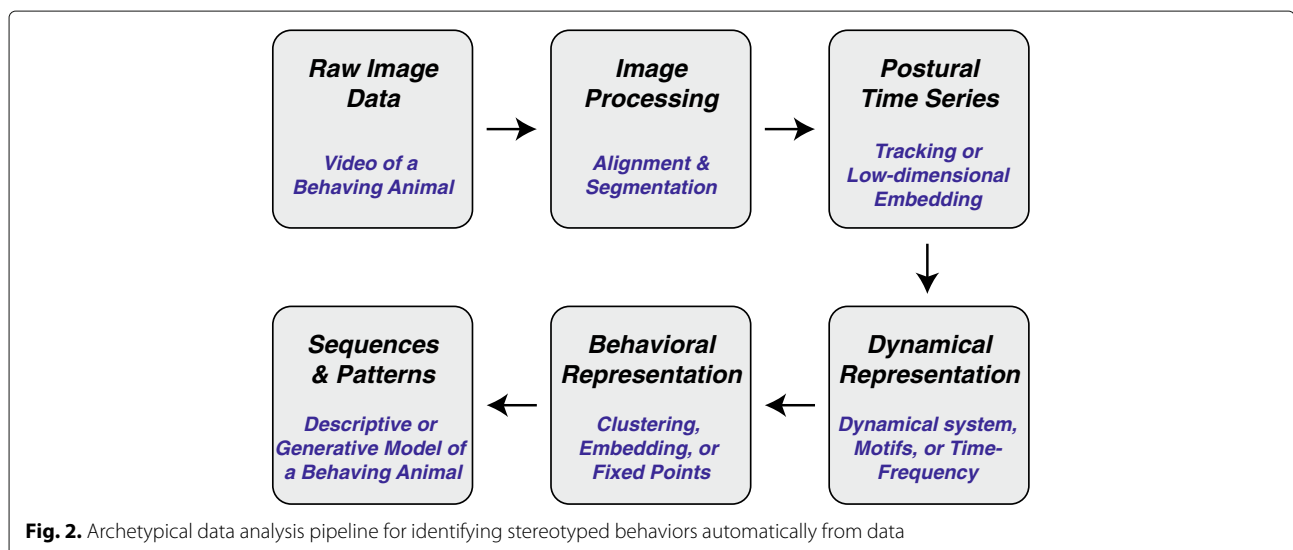 Raw Image
Data
Video of a
Behaving Animal
Image
Processing
Alignment &
Segmentation
Postural
Time Series
Tracking or
Low-dimensional
Embedding
Dynamical
Representation
Dynamical system,
Motifs, or Time-
Frequency
Behavioral
Representation
Clustering,
Embedding, or
Fixed Points
Sequences
& Patterns
Descriptive or
Generative Model of
a Behaving Animal
Fig. 2. Archetypical data analysis pipeline for identifying stereotyped behaviors automatically from data